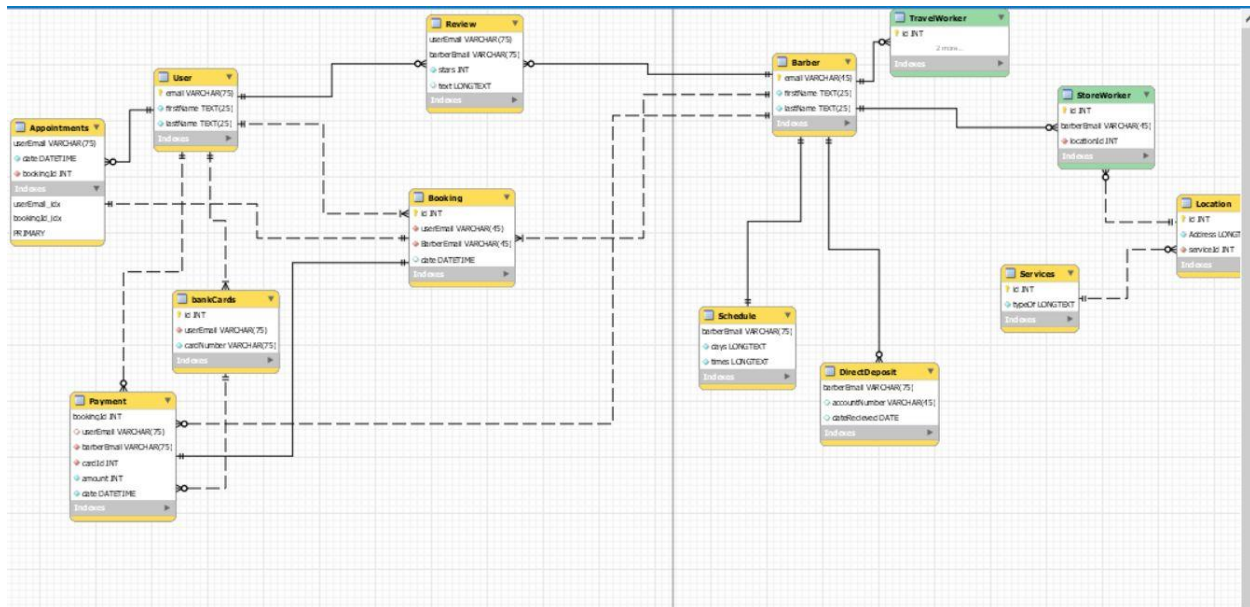 Review
userEmail VARCHAR(75)
barberEmail VARCHAR(75)
stars INT
text LONGTEXT
Indexes
TravelWorker
id INT
2 more...
Indexes
User
email VARCHAR(75)
firstName TEXT(25)
lastName TEXT(25)
Indexes
Barber
email VARCHAR(45)
firstName TEXT(25)
lastName TEXT(25)
Indexes
StoreWorker
id INT
barberEmail VARCHAR(45)
locationId INT
Indexes
Appointments
userEmail VARCHAR(75)
date DATETIME
bookingId INT
Indexes
userEmail_idx
bookingId_idx
PRIMARY
Booking
id INT
userEmail VARCHAR(45)
BarberEmail VARCHAR(45)
date DATETIME
Indexes
Location
id INT
Address LONGT
serviceId INT
Indexes
Services
id INT
typeOf LONGTEXT
Indexes
bankCards
id INT
userEmail VARCHAR(75)
cardNumber VARCHAR(75)
Indexes
Schedule
barberEmail VARCHAR(75)
days LONGTEXT
times LONGTEXT
Indexes
DirectDeposit
barberEmail VARCHAR(75)
accountNumber VARCHAR(45)
dateRecieved DATE
Indexes
Payment
bookingId INT
userEmail VARCHAR(75)
barberEmail VARCHAR(75)
cardId INT
amount INT
date DATETIME
Indexes